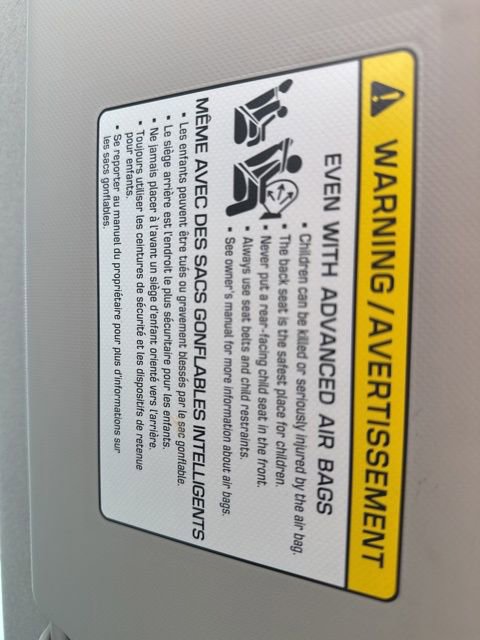 WARNING/AVERTISSEMENT
EVEN WITH ADVANCED AIR BAGS
• Children can be killed or seriously injured by the air bag.
• The back seat is the safest place for children.
• Never put a rear-facing child seat in the front.
• Always use seat belts and child restraints.
• See owner's manual for more information about air bags.
MÊME AVEC DES SACS GONFLABLES INTELLIGENTS
• Les enfants peuvent être tués ou gravement blessés par le sac gonflable.
• Le siège arrière est l'endroit le plus sécuritaire pour les enfants.
• Ne jamais placer à l'avant un siège d'enfant orienté vers l'arrière.
• Toujours utiliser les ceintures de sécurité et les dispositifs de retenue
pour enfants.
• Se reporter au manuel du propriétaire pour plus d'informations sur
les sacs gonflables.